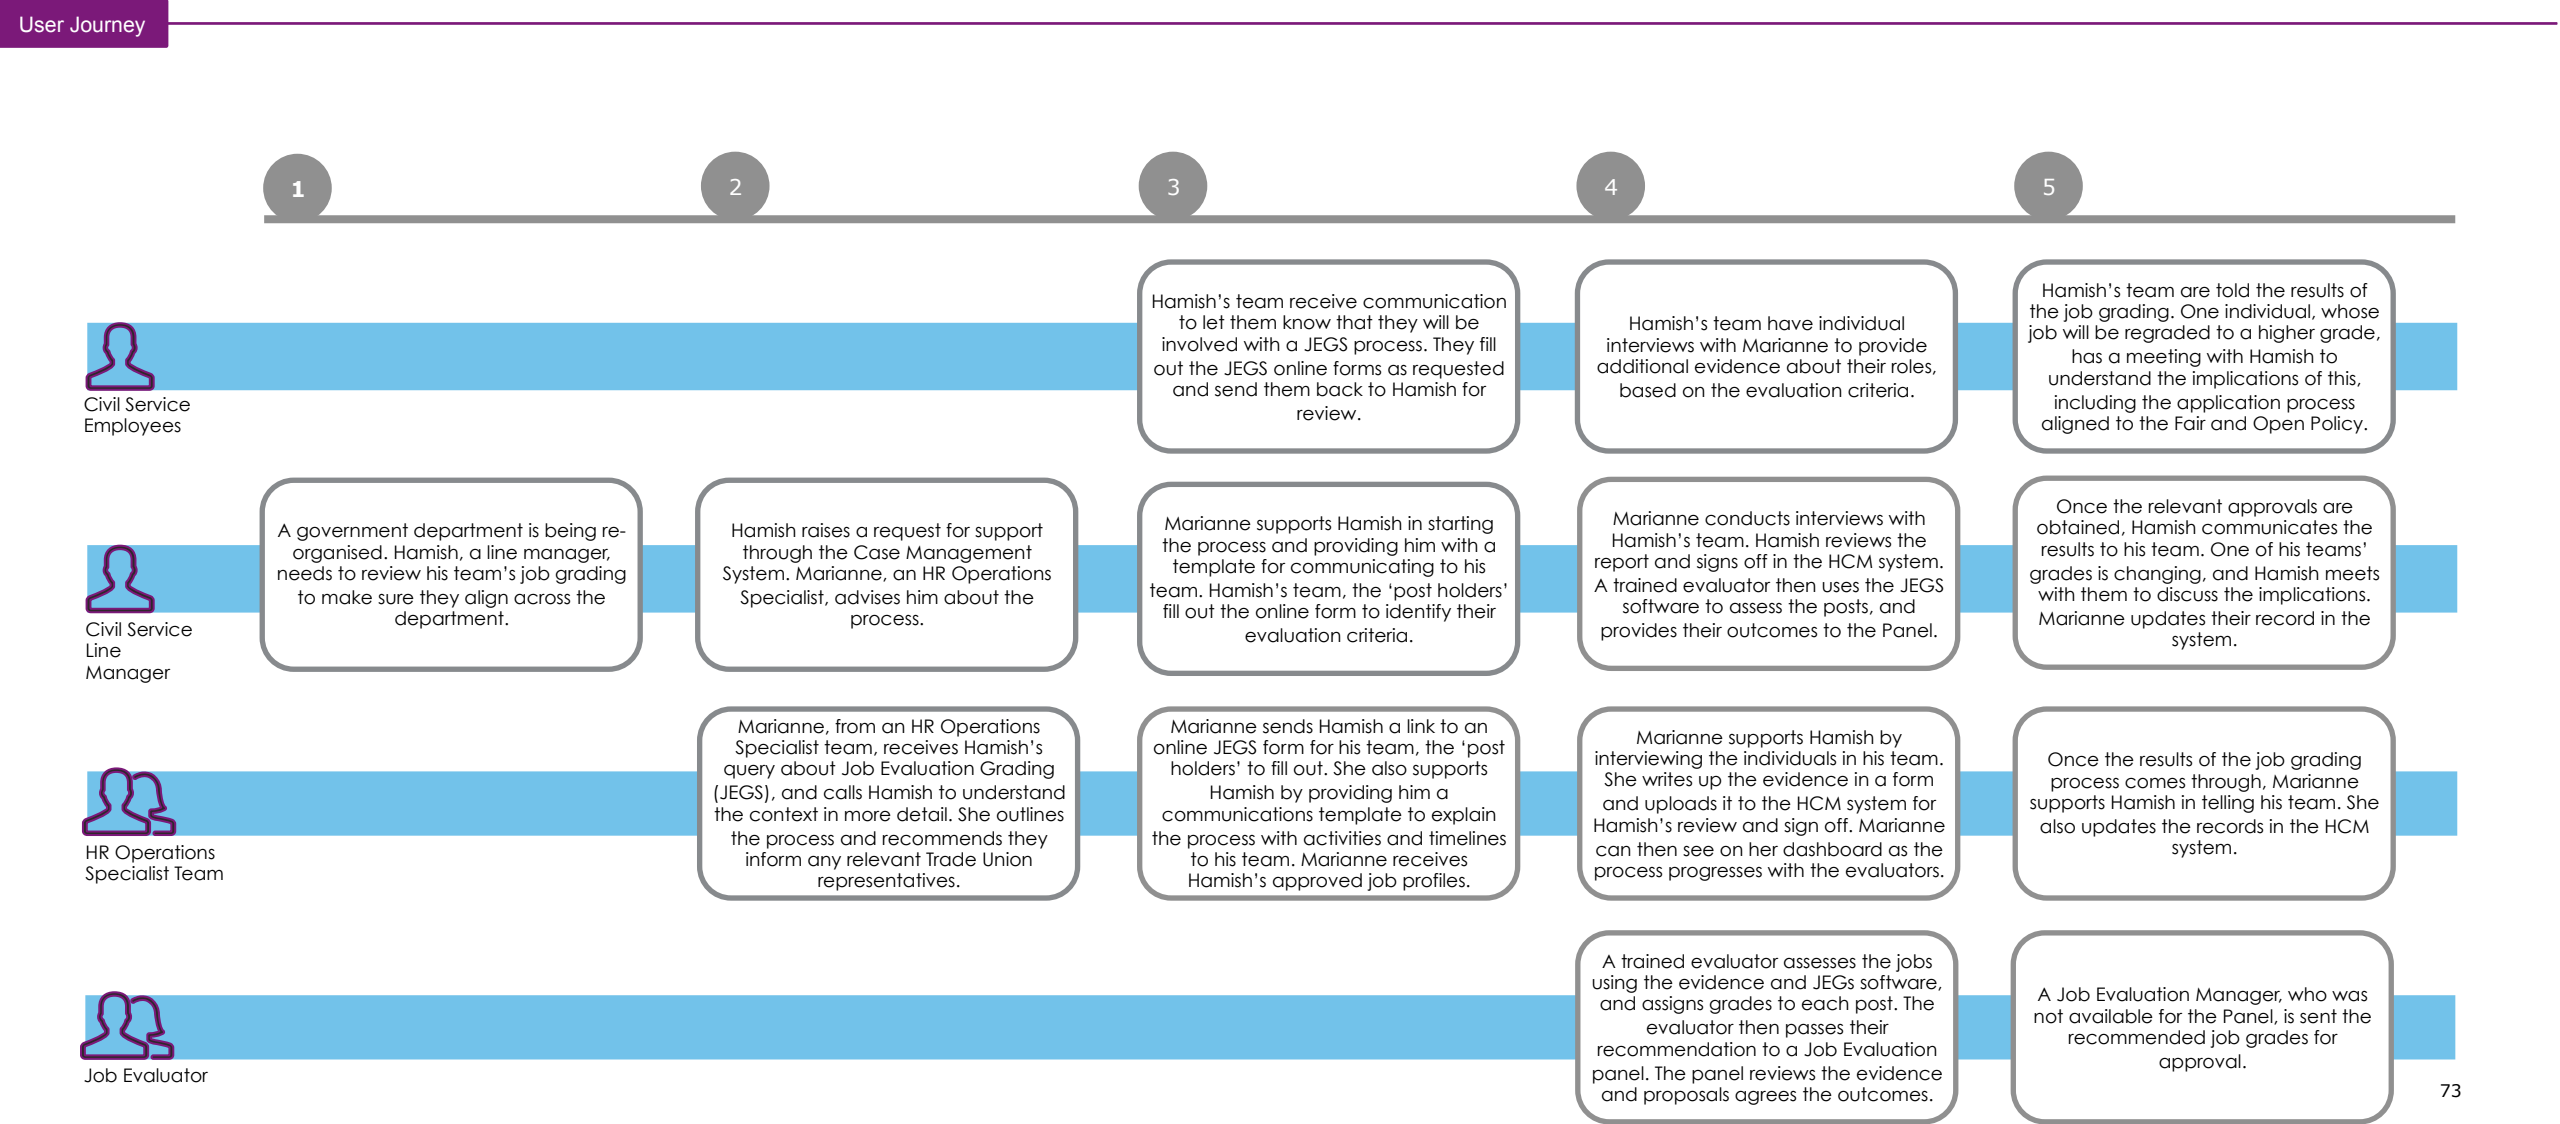 User Journey
1
2
3
4
5
Civil Service
Employees
Hamish’s team receive communication
to let them know that they will be
involved with a JEGS process. They fill
out the JEGS online forms as requested
and send them back to Hamish for
review.
Hamish’s team have individual
interviews with Marianne to provide
additional evidence about their roles,
based on the evaluation criteria.
Hamish’s team are told the results of
the job grading. One individual, whose
job will be regraded to a higher grade,
has a meeting with Hamish to
understand the implications of this,
including the application process
aligned to the Fair and Open Policy.
Civil Service
Line
Manager
A government department is being re-
organised. Hamish, a line manager,
needs to review his team’s job grading
to make sure they align across the
department.
Hamish raises a request for support
through the Case Management
System. Marianne, an HR Operations
Specialist, advises him about the
process.
Marianne supports Hamish in starting
the process and providing him with a
template for communicating to his
team. Hamish’s team, the ‘post holders’
fill out the online form to identify their
evaluation criteria.
Marianne conducts interviews with
Hamish’s team. Hamish reviews the
report and signs off in the HCM system.
A trained evaluator then uses the JEGS
software to assess the posts, and
provides their outcomes to the Panel.
Once the relevant approvals are
obtained, Hamish communicates the
results to his team. One of his teams’
grades is changing, and Hamish meets
with them to discuss the implications.
Marianne updates their record in the
system.
HR Operations
Specialist Team
Marianne, from an HR Operations
Specialist team, receives Hamish’s
query about Job Evaluation Grading
(JEGS), and calls Hamish to understand
the context in more detail. She outlines
the process and recommends they
inform any relevant Trade Union
representatives.
Marianne sends Hamish a link to an
online JEGS form for his team, the ‘post
holders’ to fill out. She also supports
Hamish by providing him a
communications template to explain
the process with activities and timelines
to his team. Marianne receives
Hamish’s approved job profiles.
Marianne supports Hamish by
interviewing the individuals in his team.
She writes up the evidence in a form
and uploads it to the HCM system for
Hamish’s review and sign off. Marianne
can then see on her dashboard as the
process progresses with the evaluators.
Once the results of the job grading
process comes through, Marianne
supports Hamish in telling his team. She
also updates the records in the HCM
system.
Job Evaluator
A trained evaluator assesses the jobs
using the evidence and JEGs software,
and assigns grades to each post. The
evaluator then passes their
recommendation to a Job Evaluation
panel. The panel reviews the evidence
and proposals agrees the outcomes.
A Job Evaluation Manager, who was
not available for the Panel, is sent the
recommended job grades for
approval.
73